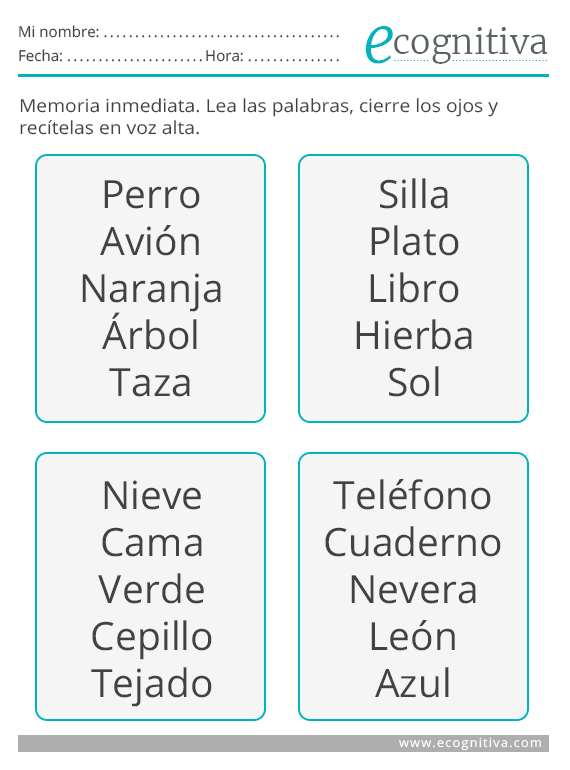 Mi nombre: ......................................
Fecha: ......................Hora: ...............
ecognitiva
Memoria inmediata. Lea las palabras, cierre los ojos y
recítelas en voz alta.
Perro
Avión
Naranja
Árbol
Taza
Silla
Plato
Libro
Hierba
Sol
Nieve
Cama
Verde
Cepillo
Tejado
Teléfono
Cuaderno
Nevera
León
Azul
www.ecognitiva.com